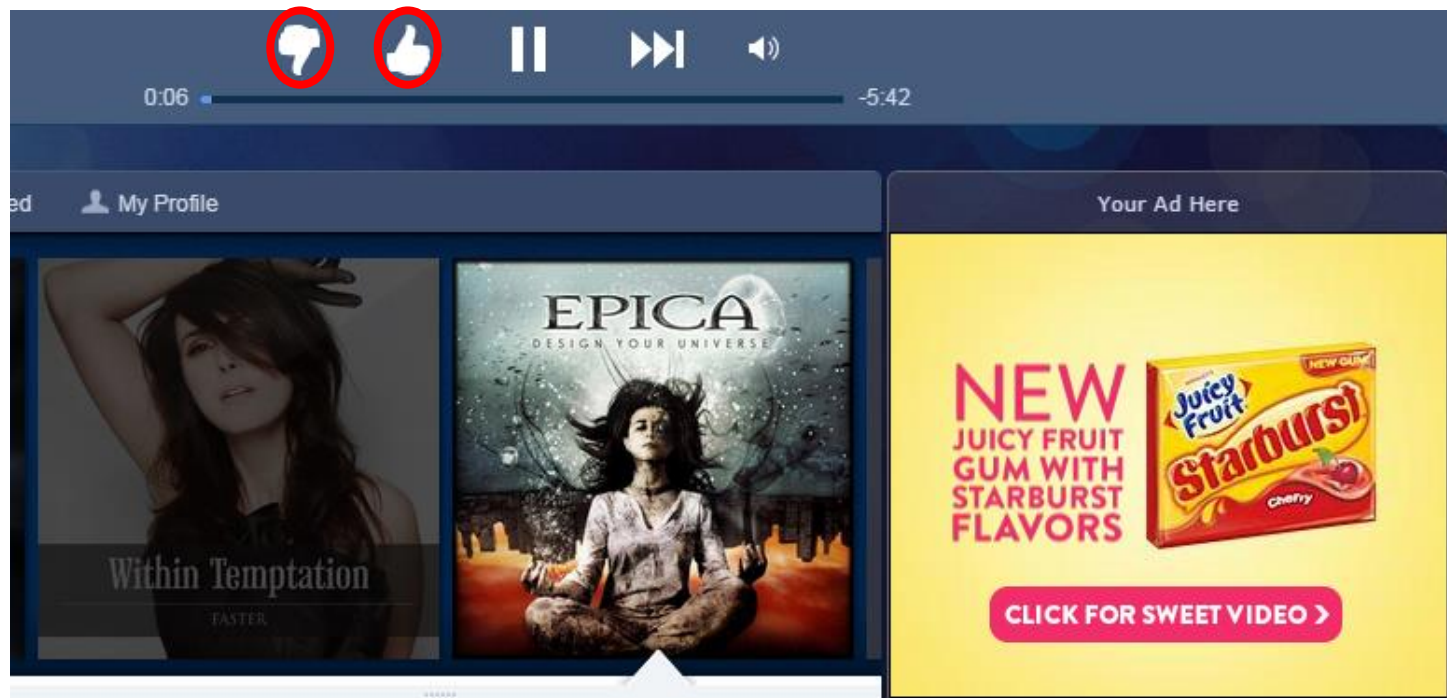 0:06
-5:42
ed
My Profile
Your Ad Here
Within Temptation
FASTER
EPICA
DESIGN YOUR UNIVERSE
NEW
JUICY FRUIT
GUM WITH
STARBURST
FLAVORS
NEW GUM!
Juicy
Fruit
Starburst
Cherry
CLICK FOR SWEET VIDEO >